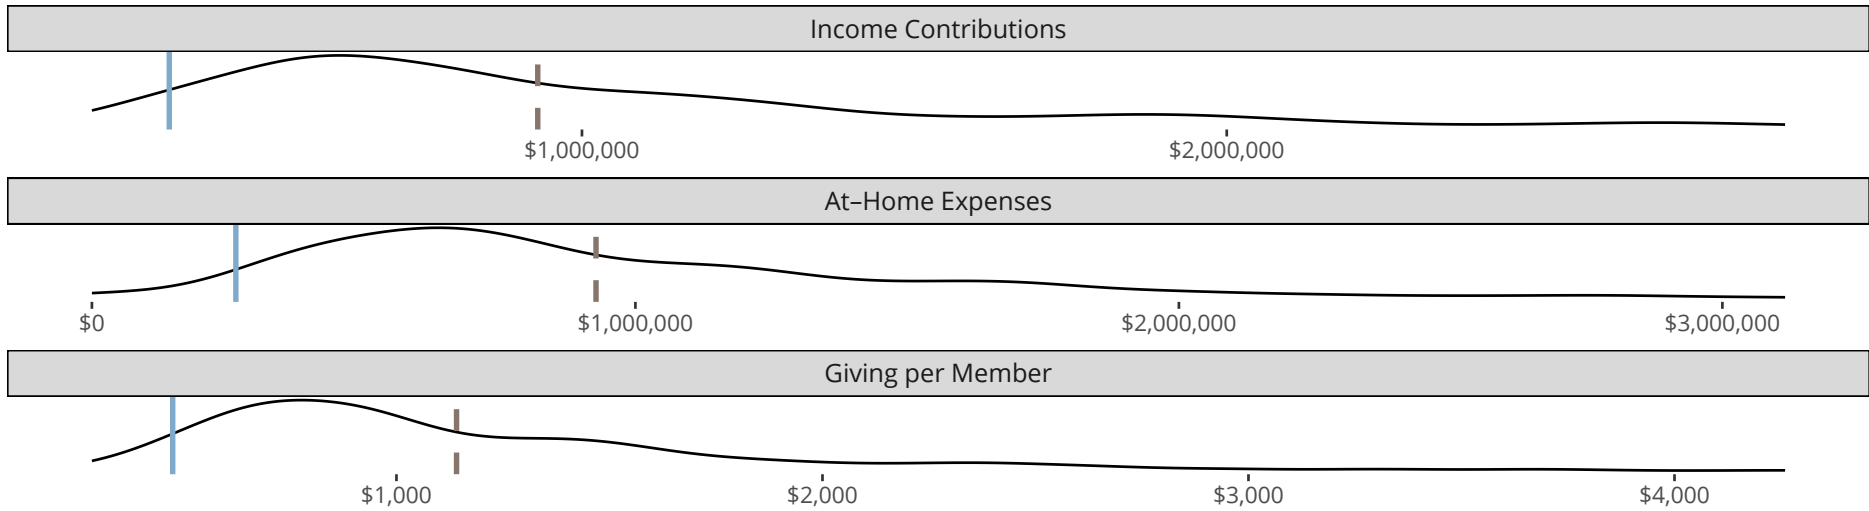 Income Contributions
$1,000,000 $2,000,000
At–Home Expenses
$0 $1,000,000 $2,000,000 $3,000,000
Giving per Member
$1,000 $2,000 $3,000 $4,000